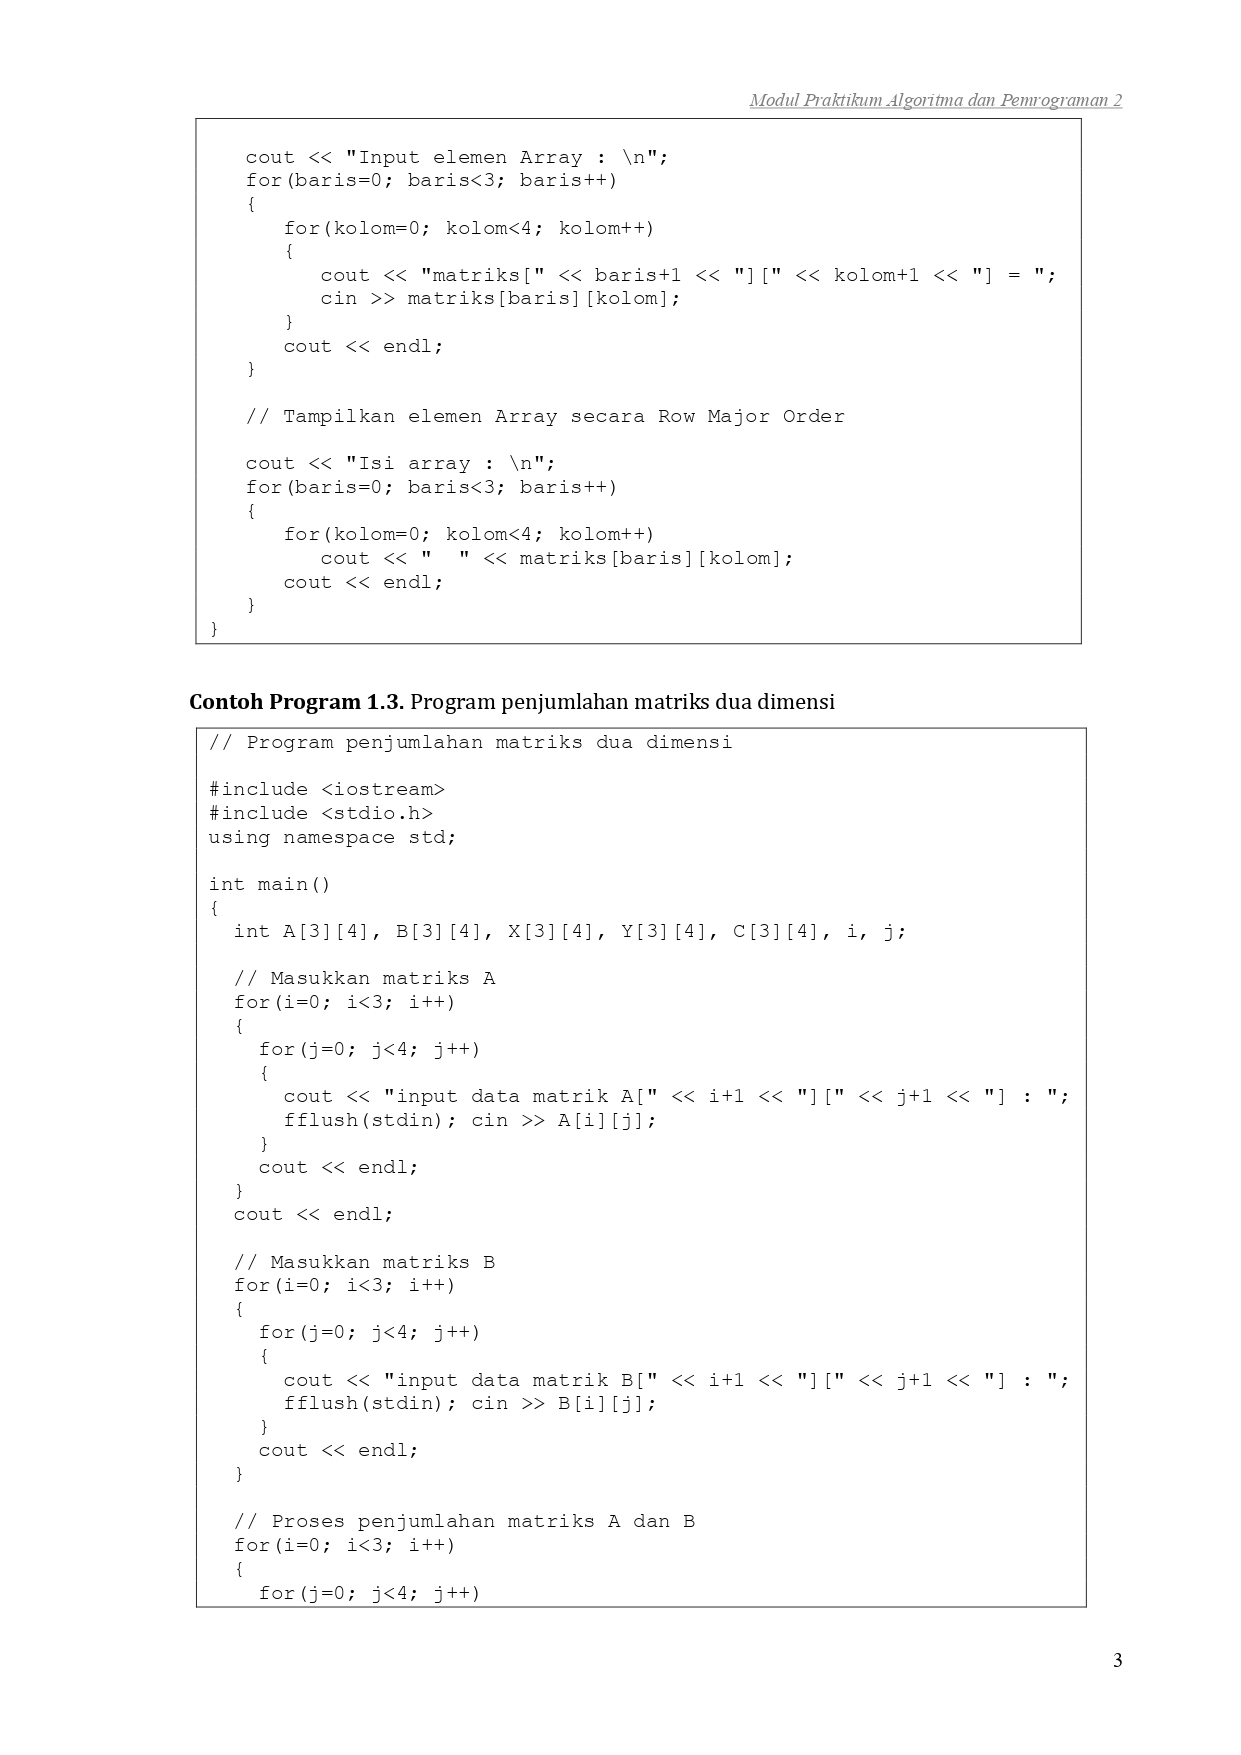 Modul Praktikum Algoritma dan Pemrograman 2
cout << "Input elemen Array : \n";
for(baris=0; baris<3; baris++)
{
for(kolom=0; kolom<4; kolom++)
{
cout << "matriks[" << baris+1 << "][" << kolom+1 << "] = ";
cin >> matriks[baris][kolom];
}
cout << endl;
}
// Tampilkan elemen Array secara Row Major Order
cout << "Isi array : \n";
for(baris=0; baris<3; baris++)
{
for(kolom=0; kolom<4; kolom++)
cout << "  " << matriks[baris][kolom];
cout << endl;
}
}
Contoh Program 1.3. Program penjumlahan matriks dua dimensi
// Program penjumlahan matriks dua dimensi
#include <iostream>
#include <stdio.h>
using namespace std;
int main()
{
int A[3][4], B[3][4], X[3][4], Y[3][4], C[3][4], i, j;
// Masukkan matriks A
for(i=0; i<3; i++)
{
for(j=0; j<4; j++)
{
cout << "input data matrik A[" << i+1 << "][" << j+1 << "] : ";
fflush(stdin); cin >> A[i][j];
}
cout << endl;
}
cout << endl;
// Masukkan matriks B
for(i=0; i<3; i++)
{
for(j=0; j<4; j++)
{
cout << "input data matrik B[" << i+1 << "][" << j+1 << "] : ";
fflush(stdin); cin >> B[i][j];
}
cout << endl;
}
// Proses penjumlahan matriks A dan B
for(i=0; i<3; i++)
{
for(j=0; j<4; j++)
3